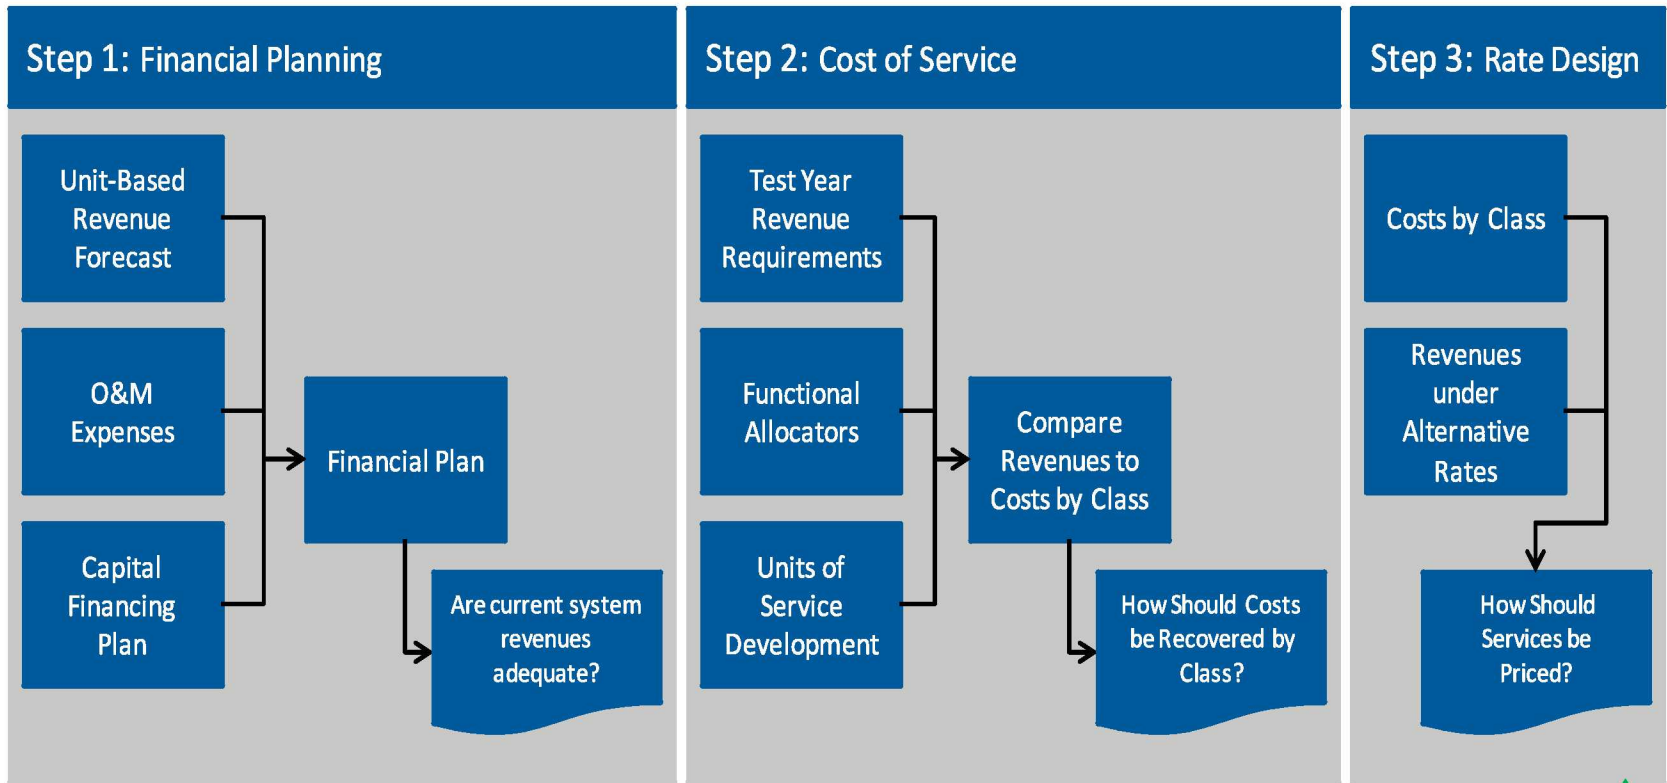 Step 1: Financial Planning
Unit-Based
Revenue
Forecast
O&M
Expenses
Capital
Financing
Plan
Financial Plan
Are current system
revenues
adequate?
Step 2: Cost of Service
Test Year
Revenue
Requirements
Functional
Allocators
Units of
Service
Development
Compare
Revenues to
Costs by Class
How Should Costs
be Recovered by
Class?
Step 3: Rate Design
Costs by Class
Revenues
under
Alternative
Rates
How Should
Services be
Priced?